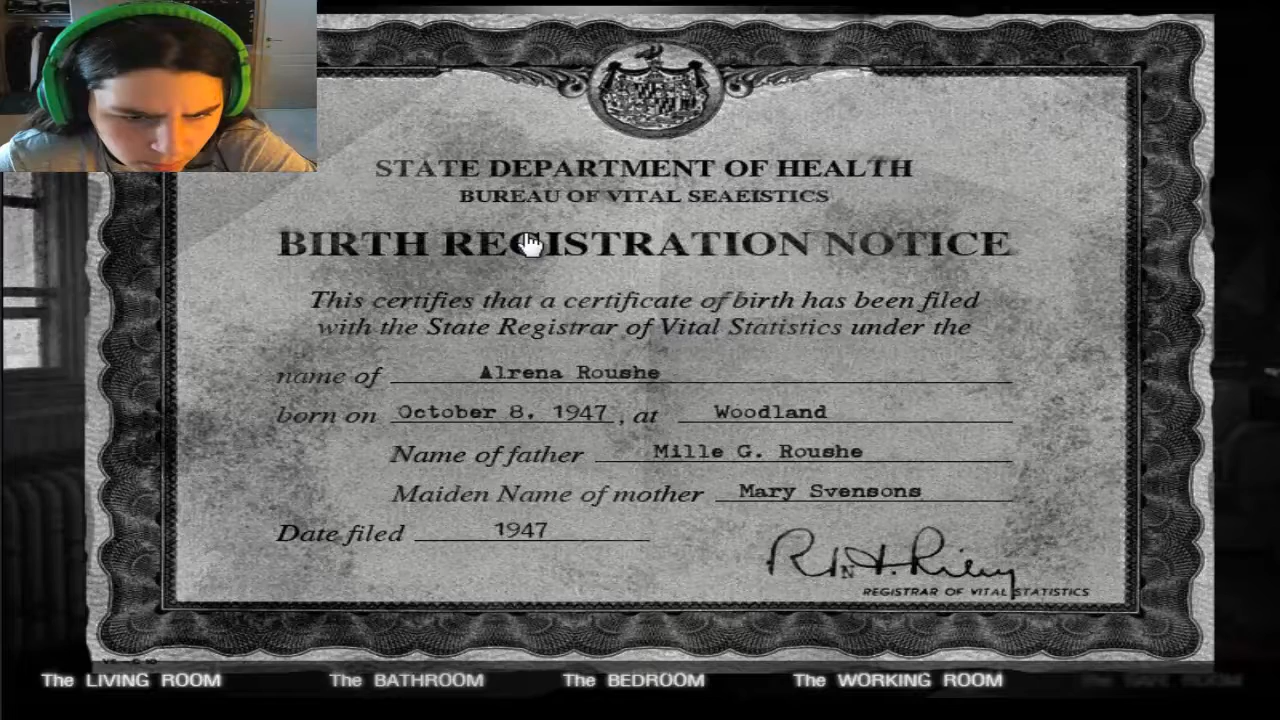 STATE DEPARTMENT OF HEALTH
BUREAU OF VITAL SEAEISTICS
BIRTH REGISTRATION NOTICE
This certifies that a certificate of birth has been filed
with the State Registrar of Vital Statistics under the
name of Alrena Roushe
born on October 8, 1947, at Woodland
Name of father Mille G. Roushe
Maiden Name of mother Mary Svensons
Date filed 1947
REGISTRAR OF VITAL STATISTICS
The LIVING ROOM The BATHROOM The BEDROOM The WORKING ROOM